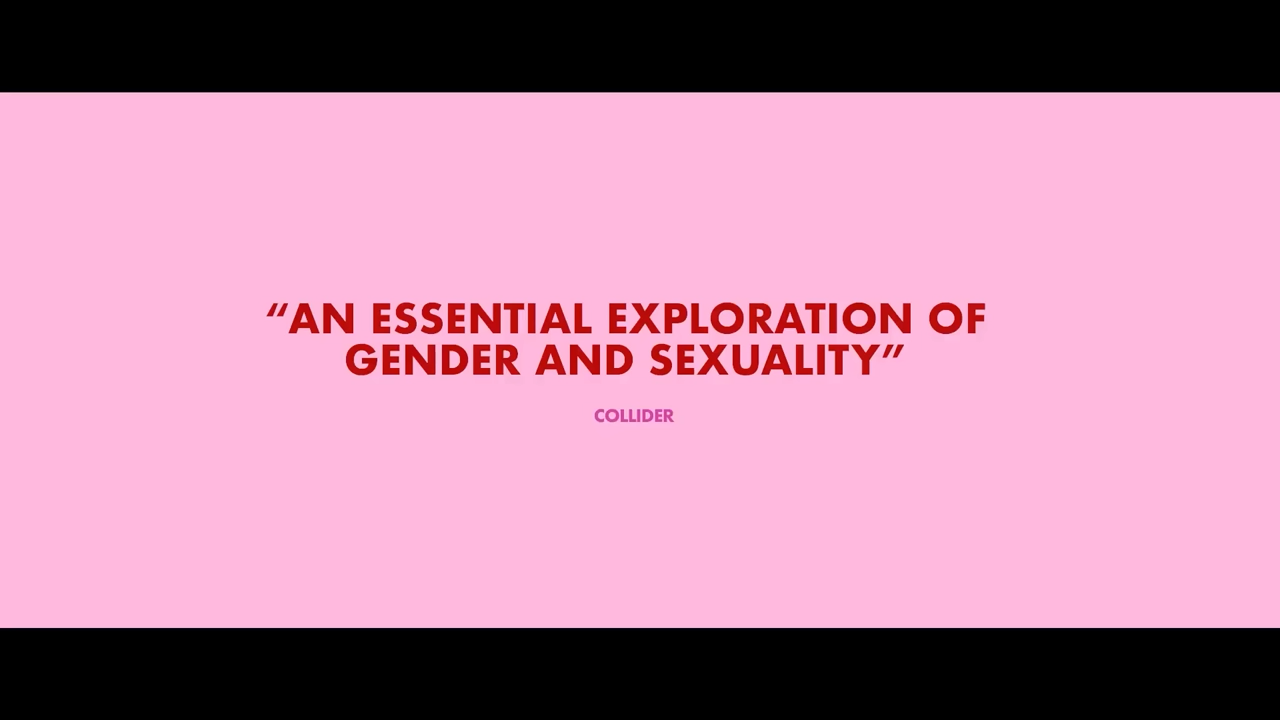 “AN ESSENTIAL EXPLORATION OF
GENDER AND SEXUALITY”
COLLIDER